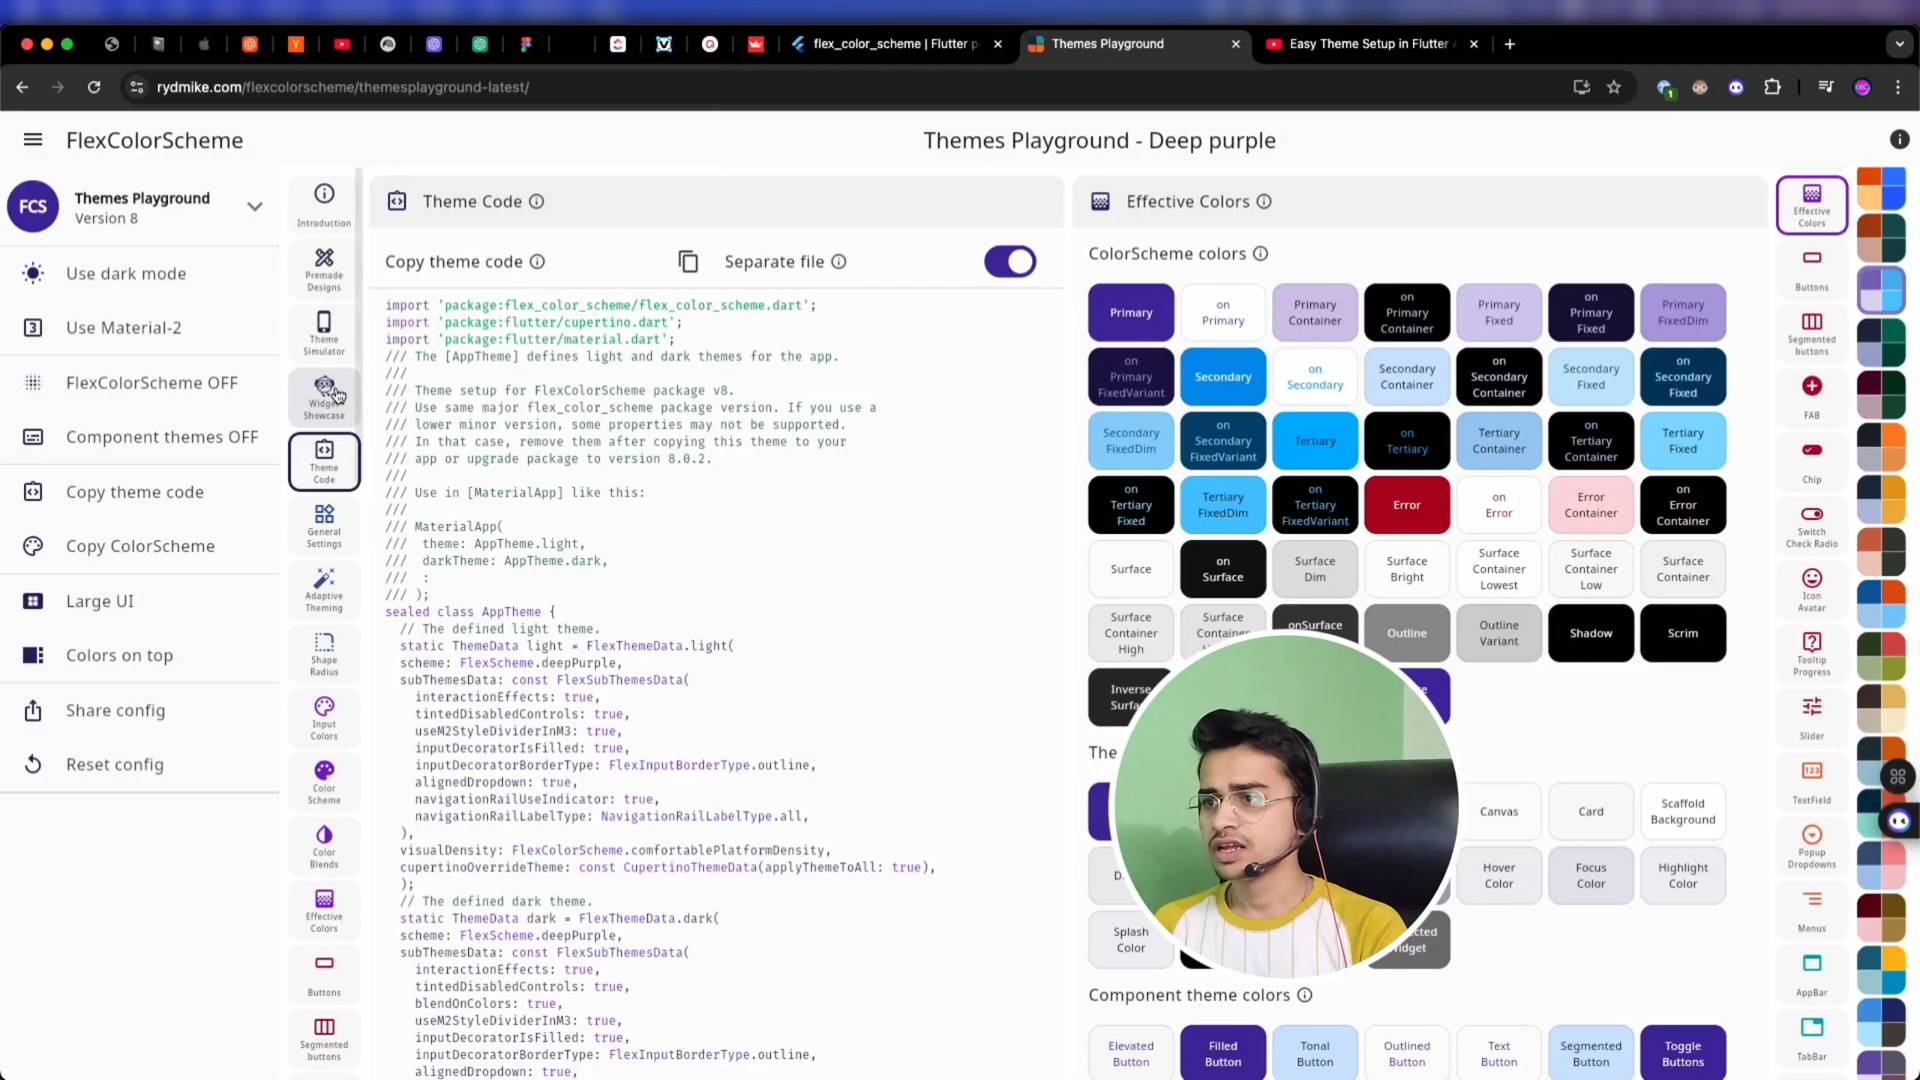 flex_color_scheme | Flutter p
Themes Playground
Easy Theme Setup in Flutter
rydmike.com/flexcolorscheme/themesplayground-latest/
1
FlexColorScheme
Themes Playground - Deep purple
FCS
Themes Playground
Version 8
Use dark mode
Use Material-2
FlexColorScheme OFF
Component themes OFF
Copy theme code
Copy ColorScheme
Large UI
Colors on top
Share config
Reset config
Introduction
Premade
Designs
Theme
Simulator
Widget
Showcase
Theme
Code
General
Settings
Adaptive
Theming
Shape
Radius
Input
Colors
Color
Scheme
Color
Blends
Effective
Colors
Buttons
Segmented
buttons
Theme Code
Copy theme code
Separate file
import 'package:flex_color_scheme/flex_color_scheme.dart';
import 'package:flutter/cupertino.dart';
import 'package:flutter/material.dart';
/// The [AppTheme] defines light and dark themes for the app.
///
/// Theme setup for FlexColorScheme package v8.
/// Use same major flex_color_scheme package version. If you use a
/// lower minor version, some properties may not be supported.
/// In that case, remove them after copying this theme to your
/// app or upgrade package to version 8.0.2.
///
/// Use in [MaterialApp] like this:
///
/// MaterialApp(
///  theme: AppTheme.light,
///  darkTheme: AppTheme.dark,
///  :
/// );
sealed class AppTheme {
// The defined light theme.
static ThemeData light = FlexThemeData.light(
scheme: FlexScheme.deepPurple,
subThemesData: const FlexSubThemesData(
interactionEffects: true,
tintedDisabledControls: true,
useM2StyleDividerInM3: true,
inputDecoratorIsFilled: true,
inputDecoratorBorderType: FlexInputBorderType.outline,
alignedDropdown: true,
navigationRailUseIndicator: true,
navigationRailLabelType: NavigationRailLabelType.all,
),
visualDensity: FlexColorScheme.comfortablePlatformDensity,
cupertinoOverrideTheme: const CupertinoThemeData(applyThemeToAll: true),
);
// The defined dark theme.
static ThemeData dark = FlexThemeData.dark(
scheme: FlexScheme.deepPurple,
subThemesData: const FlexSubThemesData(
interactionEffects: true,
tintedDisabledControls: true,
blendOnColors: true,
useM2StyleDividerInM3: true,
inputDecoratorIsFilled: true,
inputDecoratorBorderType: FlexInputBorderType.outline,
alignedDropdown: true,
Effective Colors
ColorScheme colors
Primary
on
Primary
Primary
Container
on
Primary
Container
Primary
Fixed
on
Primary
Fixed
Primary
FixedDim
on
Primary
FixedVariant
Secondary
on
Secondary
Secondary
Container
on
Secondary
Container
Secondary
Fixed
on
Secondary
Fixed
Secondary
FixedDim
on
Secondary
FixedVariant
Tertiary
on
Tertiary
Tertiary
Container
on
Tertiary
Container
Tertiary
Fixed
on
Tertiary
Fixed
Tertiary
FixedDim
on
Tertiary
FixedVariant
Error
on
Error
Error
Container
on
Error
Container
Surface
on
Surface
Surface
Dim
Surface
Bright
Surface
Container
Lowest
Surface
Container
Low
Surface
Container
Surface
Container
High
Surface
Container
onSurface
Outline
Outline
Variant
Shadow
Scrim
Inverse
The
Canvas
Card
Scaffold
Background
Hover
Color
Focus
Color
Highlight
Color
Splash
Color
Component theme colors
Elevated
Button
Filled
Button
Tonal
Button
Outlined
Button
Text
Button
Segmented
Button
Toggle
Buttons
Effective
Colors
Buttons
Segmented
buttons
FAB
Chip
Switch
Check Radio
Icon
Avatar
Tooltip
Progress
Slider
123
TextField
Popup
Dropdowns
Menus
AppBar
TabBar